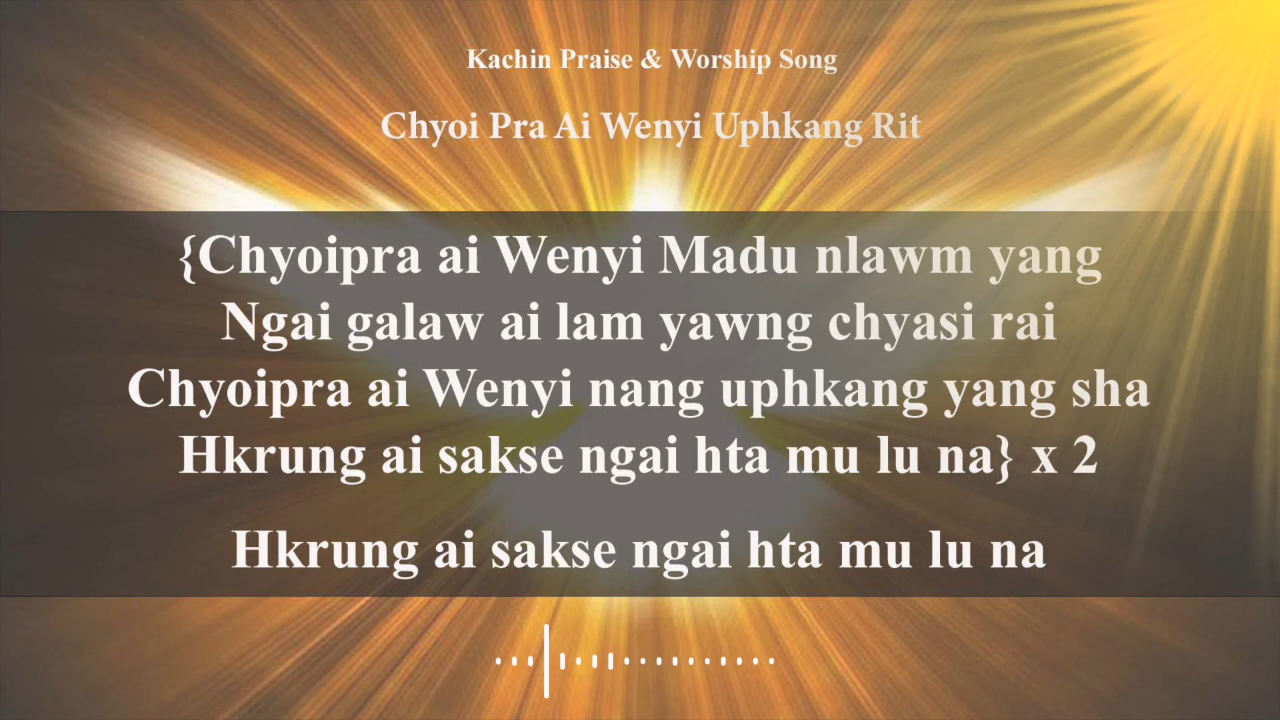 Kachin Praise & Worship Song
Chyoi Pra Ai Wenyi Uphkang Rit
{Chyoipra ai Wenyi Madu nlawm yang
Ngai galaw ai lam yawng chyasi rai
Chyoipra ai Wenyi nang uphkang yang sha
Hkrung ai sakse ngai hta mu lu na} x 2
Hkrung ai sakse ngai hta mu lu na